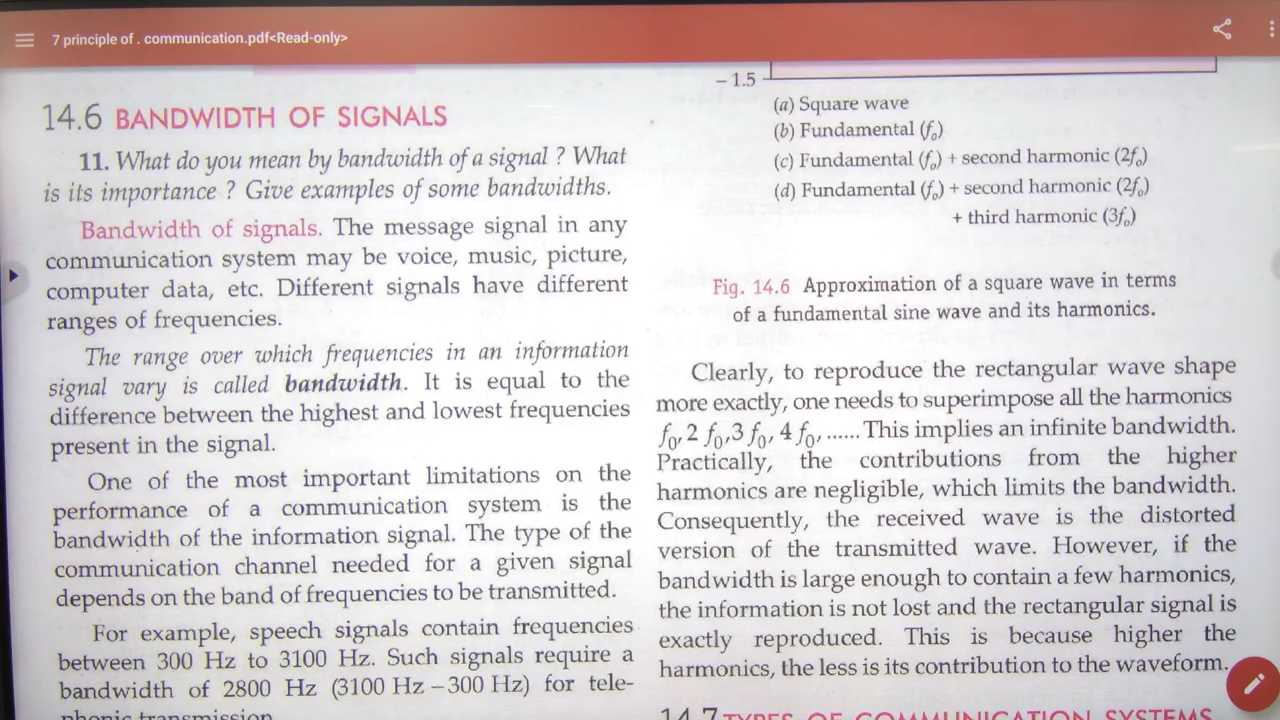 7 principle of . communication.pdf<Read-only>
14.6 BANDWIDTH OF SIGNALS
11. What do you mean by bandwidth of a signal ? What
is its importance ? Give examples of some bandwidths.
Bandwidth of signals. The message signal in any
communication system may be voice, music, picture,
computer data, etc. Different signals have different
ranges of frequencies.
The range over which frequencies in an information
signal vary is called bandwidth. It is equal to the
difference between the highest and lowest frequencies
present in the signal.
One of the most important limitations on the
performance of a communication system is the
bandwidth of the information signal. The type of the
communication channel needed for a given signal
depends on the band of frequencies to be transmitted.
For example, speech signals contain frequencies
between 300 Hz to 3100 Hz. Such signals require a
bandwidth of 2800 Hz (3100 Hz – 300 Hz) for tele-
phonic transmission
– 1.5
(a) Square wave
(b) Fundamental (f₀)
(c) Fundamental (f₀) + second harmonic (2f₀)
(d) Fundamental (f₀) + second harmonic (2f₀)
+ third harmonic (3f₀)
Fig. 14.6 Approximation of a square wave in terms
of a fundamental sine wave and its harmonics.
Clearly, to reproduce the rectangular wave shape
more exactly, one needs to superimpose all the harmonics
f₀, 2 f₀, 3 f₀, 4 f₀, ...... This implies an infinite bandwidth.
Practically, the contributions from the higher
harmonics are negligible, which limits the bandwidth.
Consequently, the received wave is the distorted
version of the transmitted wave. However, if the
bandwidth is large enough to contain a few harmonics,
the information is not lost and the rectangular signal is
exactly reproduced. This is because higher the
harmonics, the less is its contribution to the waveform.
14.7 TYPES OF COMMUNICATION SYSTEMS